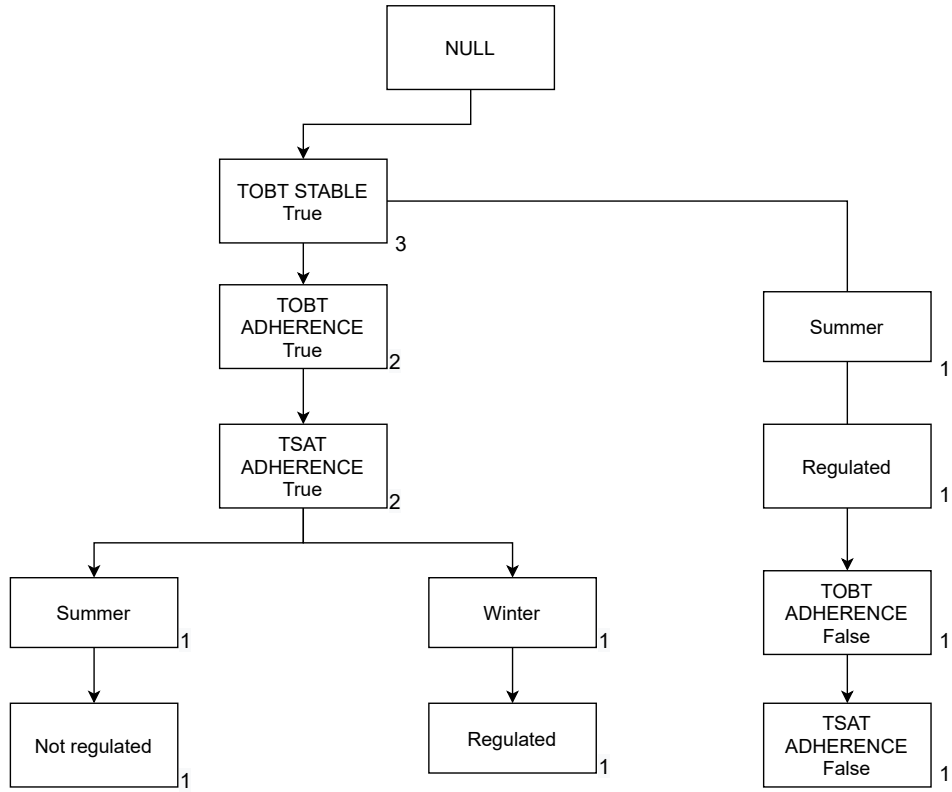 NULL
TOBT STABLE
True
3
TOBT
ADHERENCE
True
2
Summer
1
TSAT
ADHERENCE
True
2
Regulated
1
Summer
1
Winter
1
TOBT
ADHERENCE
False
1
Not regulated
1
Regulated
1
TSAT
ADHERENCE
False
1